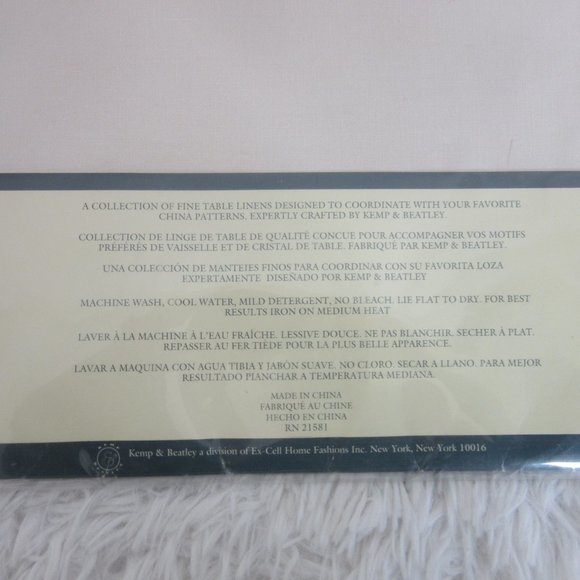 A COLLECTION OF FINE TABLE LINENS DESIGNED TO COORDINATE WITH YOUR FAVORITE
CHINA PATTERNS. EXPERTLY CRAFTED BY KEMP & BEATLEY.
COLLECTION DE LINGE DE TABLE DE QUALITÉ CONCUE POUR ACCOMPAGNER VOS MOTIFS
PRÉFÉRÉS DE VAISSELLE ET DE CRISTAL DE TABLE. FABRIQUÉ PAR KEMP & BEATLEY.
UNA COLECCIÓN DE MANTEIES FINOS PARA COORDINAR CON SU FAVORITA LOZA
EXPERTAMENTE DISEÑADO POR KEMP & BEATLEY
MACHINE WASH, COOL WATER, MILD DETERGENT, NO BLEACH. LIE FLAT TO DRY. FOR BEST
RESULTS IRON ON MEDIUM HEAT
LAVER À LA MACHINE À L'EAU FRAÎCHE. LESSIVE DOUCE. NE PAS BLANCHIR. SECHER À PLAT.
REPASSER AU FER TIÈDE POUR LA PLUS BELLE APPARENCE.
LAVAR A MAQUINA CON AGUA TIBIA Y JABÓN SUAVE. NO CLORO. SECAR A LLANO. PARA MEJOR
RESULTADO PLANCHAR A TEMPERATURA MEDIANA.
MADE IN CHINA
FABRIQUÉ AU CHINE
HECHO EN CHINA
RN 21581
Kemp & Beatley a division of Ex-Cell Home Fashions Inc. New York, New York 10016